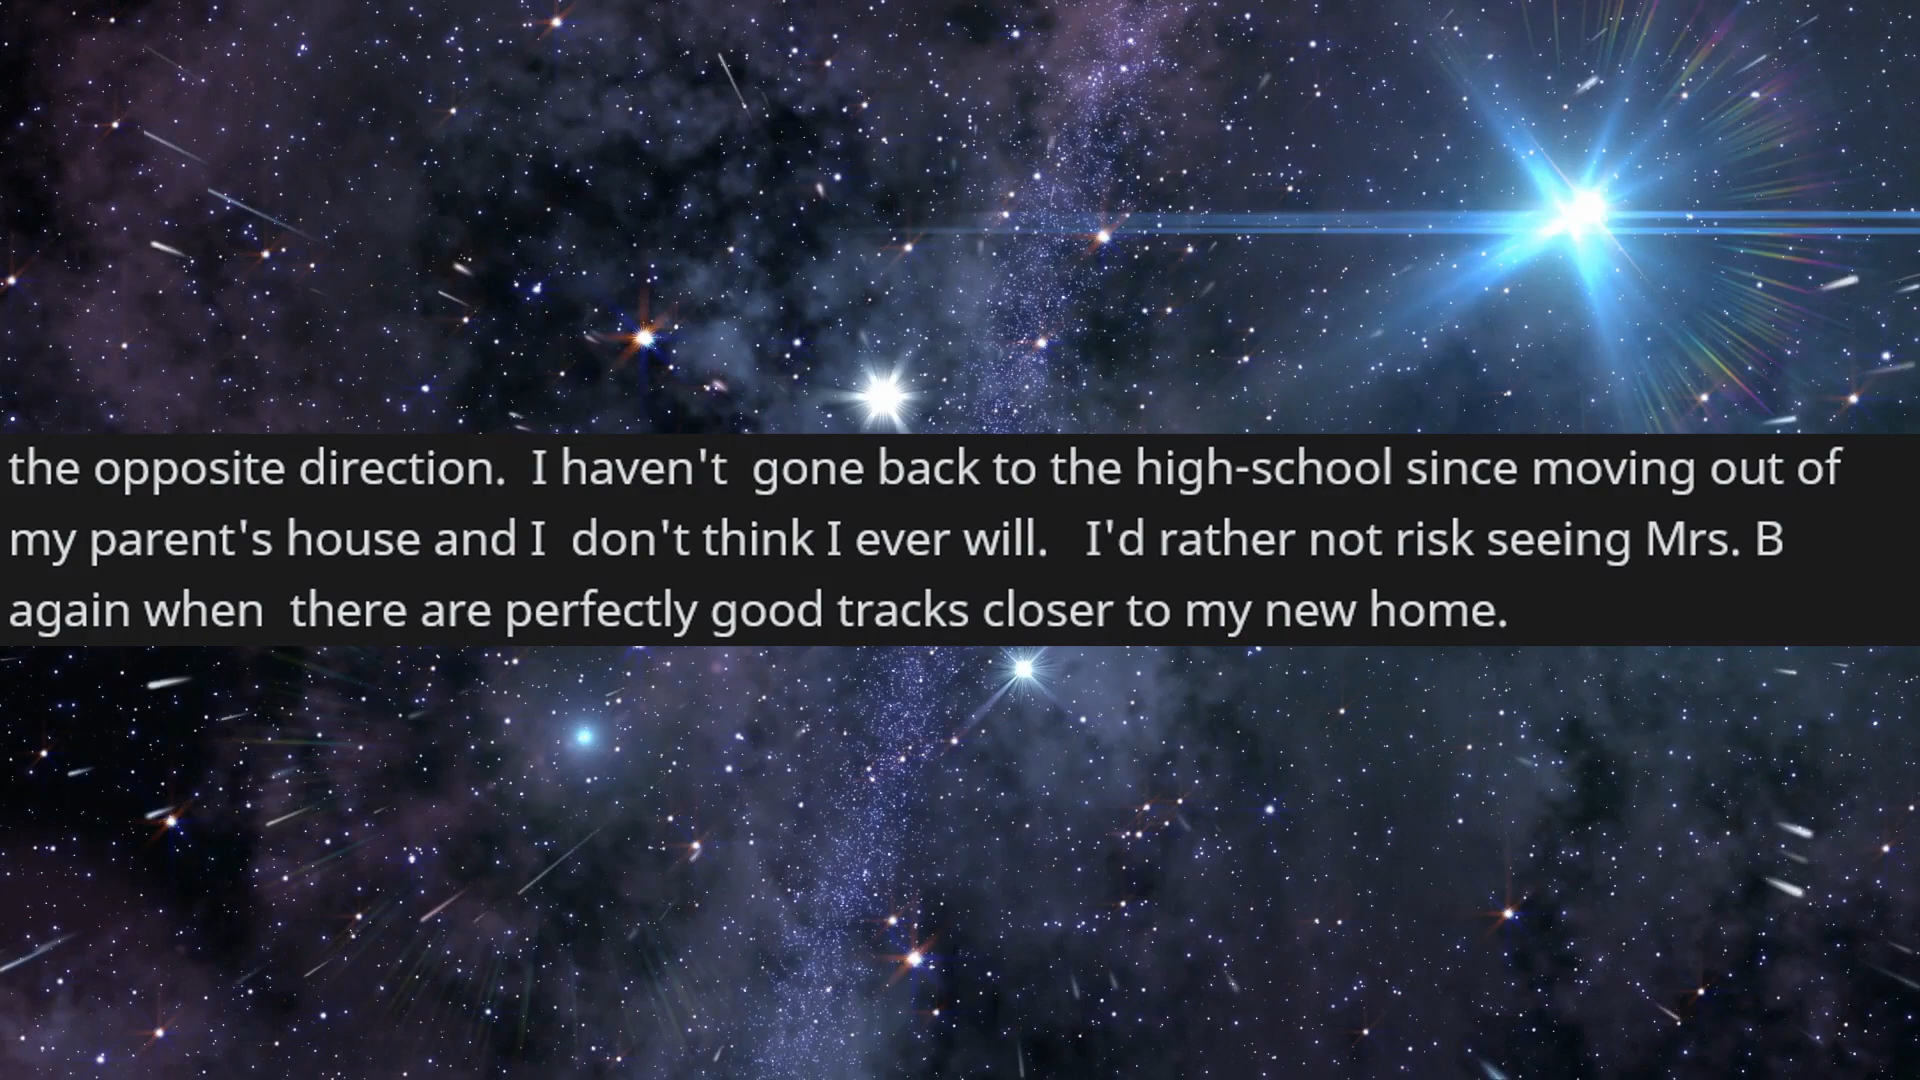 the opposite direction.  I haven't  gone back to the high-school since moving out of
my parent's house and I  don't think I ever will.   I'd rather not risk seeing Mrs. B
again when  there are perfectly good tracks closer to my new home.